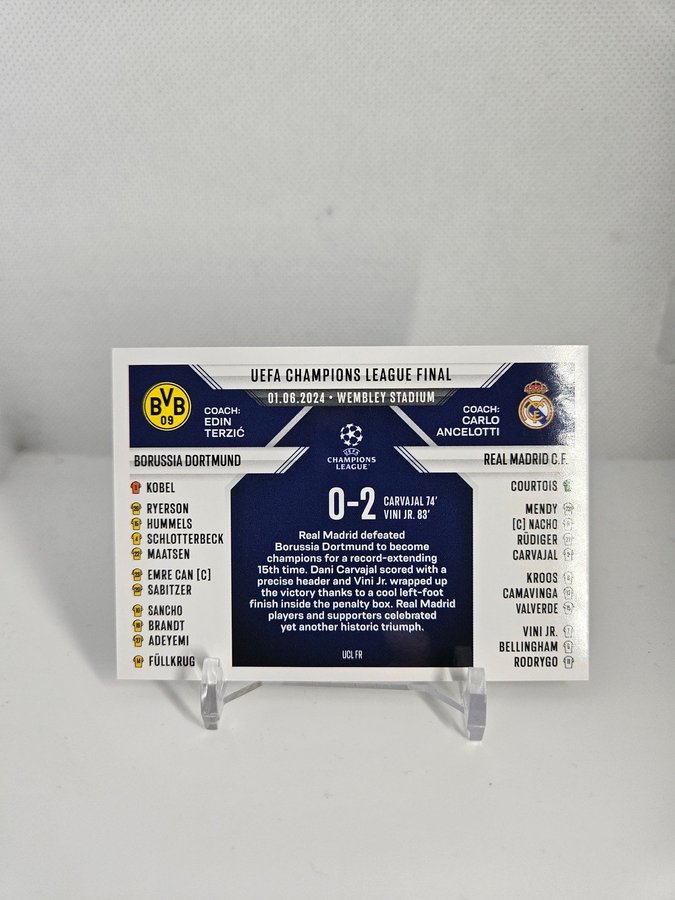 UEFA CHAMPIONS LEAGUE FINAL
01.06.2024 • WEMBLEY STADIUM
BVB
09
COACH:
EDIN
TERZIĆ
COACH:
CARLO
ANCELOTTI
UEFA
CHAMPIONS
LEAGUE
BORUSSIA DORTMUND
KOBEL
RYERSON
HUMMELS
SCHLOTTERBECK
MAATSEN
EMRE CAN [C]
SABITZER
SANCHO
BRANDT
ADEYEMI
FÜLLKRUG
0-2
CARVAJAL 74'
VINI JR. 83'
Real Madrid defeated
Borussia Dortmund to become
champions for a record-extending
15th time. Dani Carvajal scored with a
precise header and Vini Jr. wrapped up
the victory thanks to a cool left-foot
finish inside the penalty box. Real Madrid
players and supporters celebrated
yet another historic triumph.
UCL FR
REAL MADRID C.F.
COURTOIS
MENDY
[C] NACHO
RÜDIGER
CARVAJAL
KROOS
CAMAVINGA
VALVERDE
VINI JR.
BELLINGHAM
RODRYGO